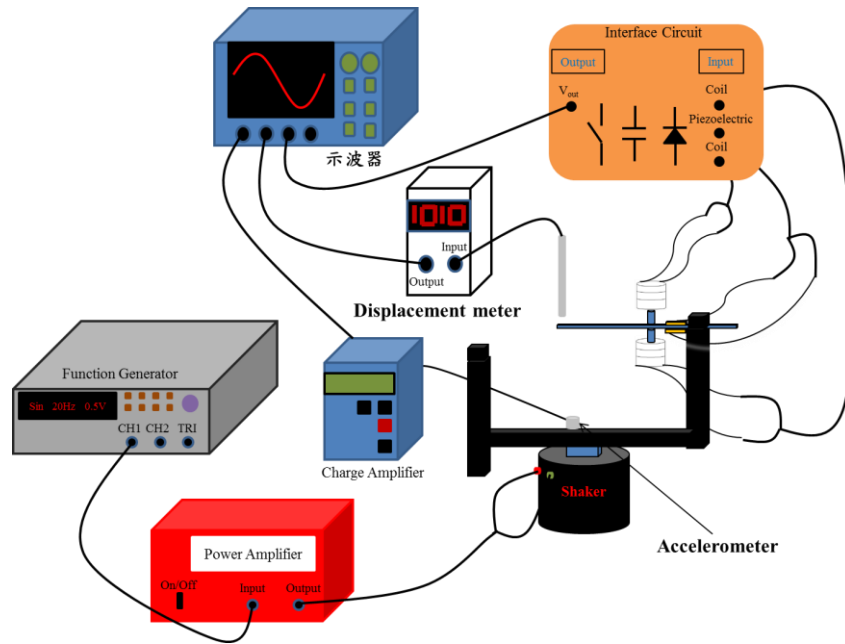 Interface Circuit
Output
Input
Vout
Coil
Piezoelectric
Coil
示波器
1010
Input
Output
Displacement meter
Function Generator
Sin 20Hz 0.5V
CH1 CH2 TRI
Charge Amplifier
Shaker
Accelerometer
Power Amplifier
On/Off
Input
Output